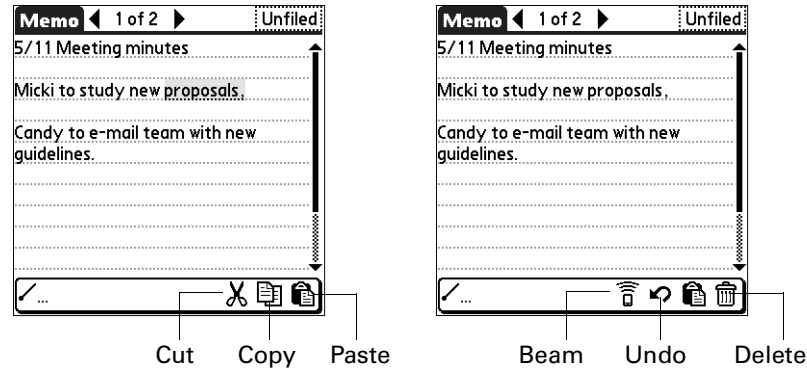 Memo 1 of 2 Unfiled
5/11 Meeting minutes
Micki to study new proposals,
Candy to e-mail team with new
guidelines.
...
Cut Copy Paste
Memo 1 of 2 Unfiled
5/11 Meeting minutes
Micki to study new proposals,
Candy to e-mail team with new
guidelines.
...
Beam Undo Delete